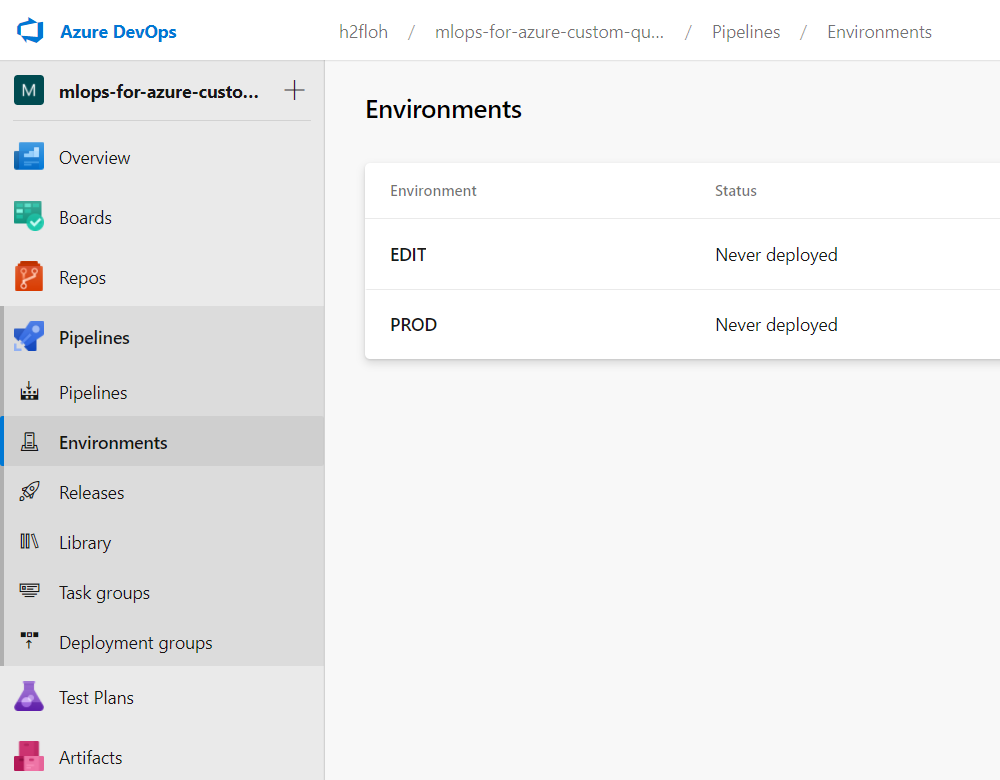 Azure DevOps
h2floh / mlops-for-azure-custom-qu... / Pipelines / Environments
M mlops-for-azure-custo...
Overview
Boards
Repos
Pipelines
Pipelines
Environments
Releases
Library
Task groups
Deployment groups
Test Plans
Artifacts
Environments
Environment Status
EDIT Never deployed
PROD Never deployed